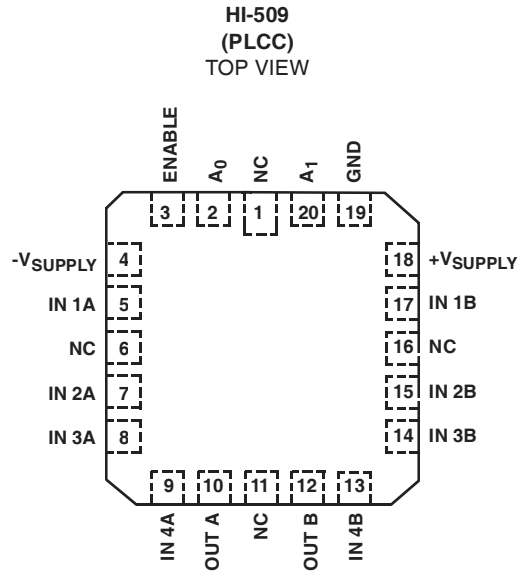 HI-509
(PLCC)
TOP VIEW
ENABLE
A0
NC
A1
GND
3
2
1
20
19
-VSUPPLY 4
18 +VSUPPLY
IN 1A 5
17 IN 1B
NC 6
16 NC
IN 2A 7
15 IN 2B
IN 3A 8
14 IN 3B
9
10
11
12
13
IN 4A
OUT A
NC
OUT B
IN 4B